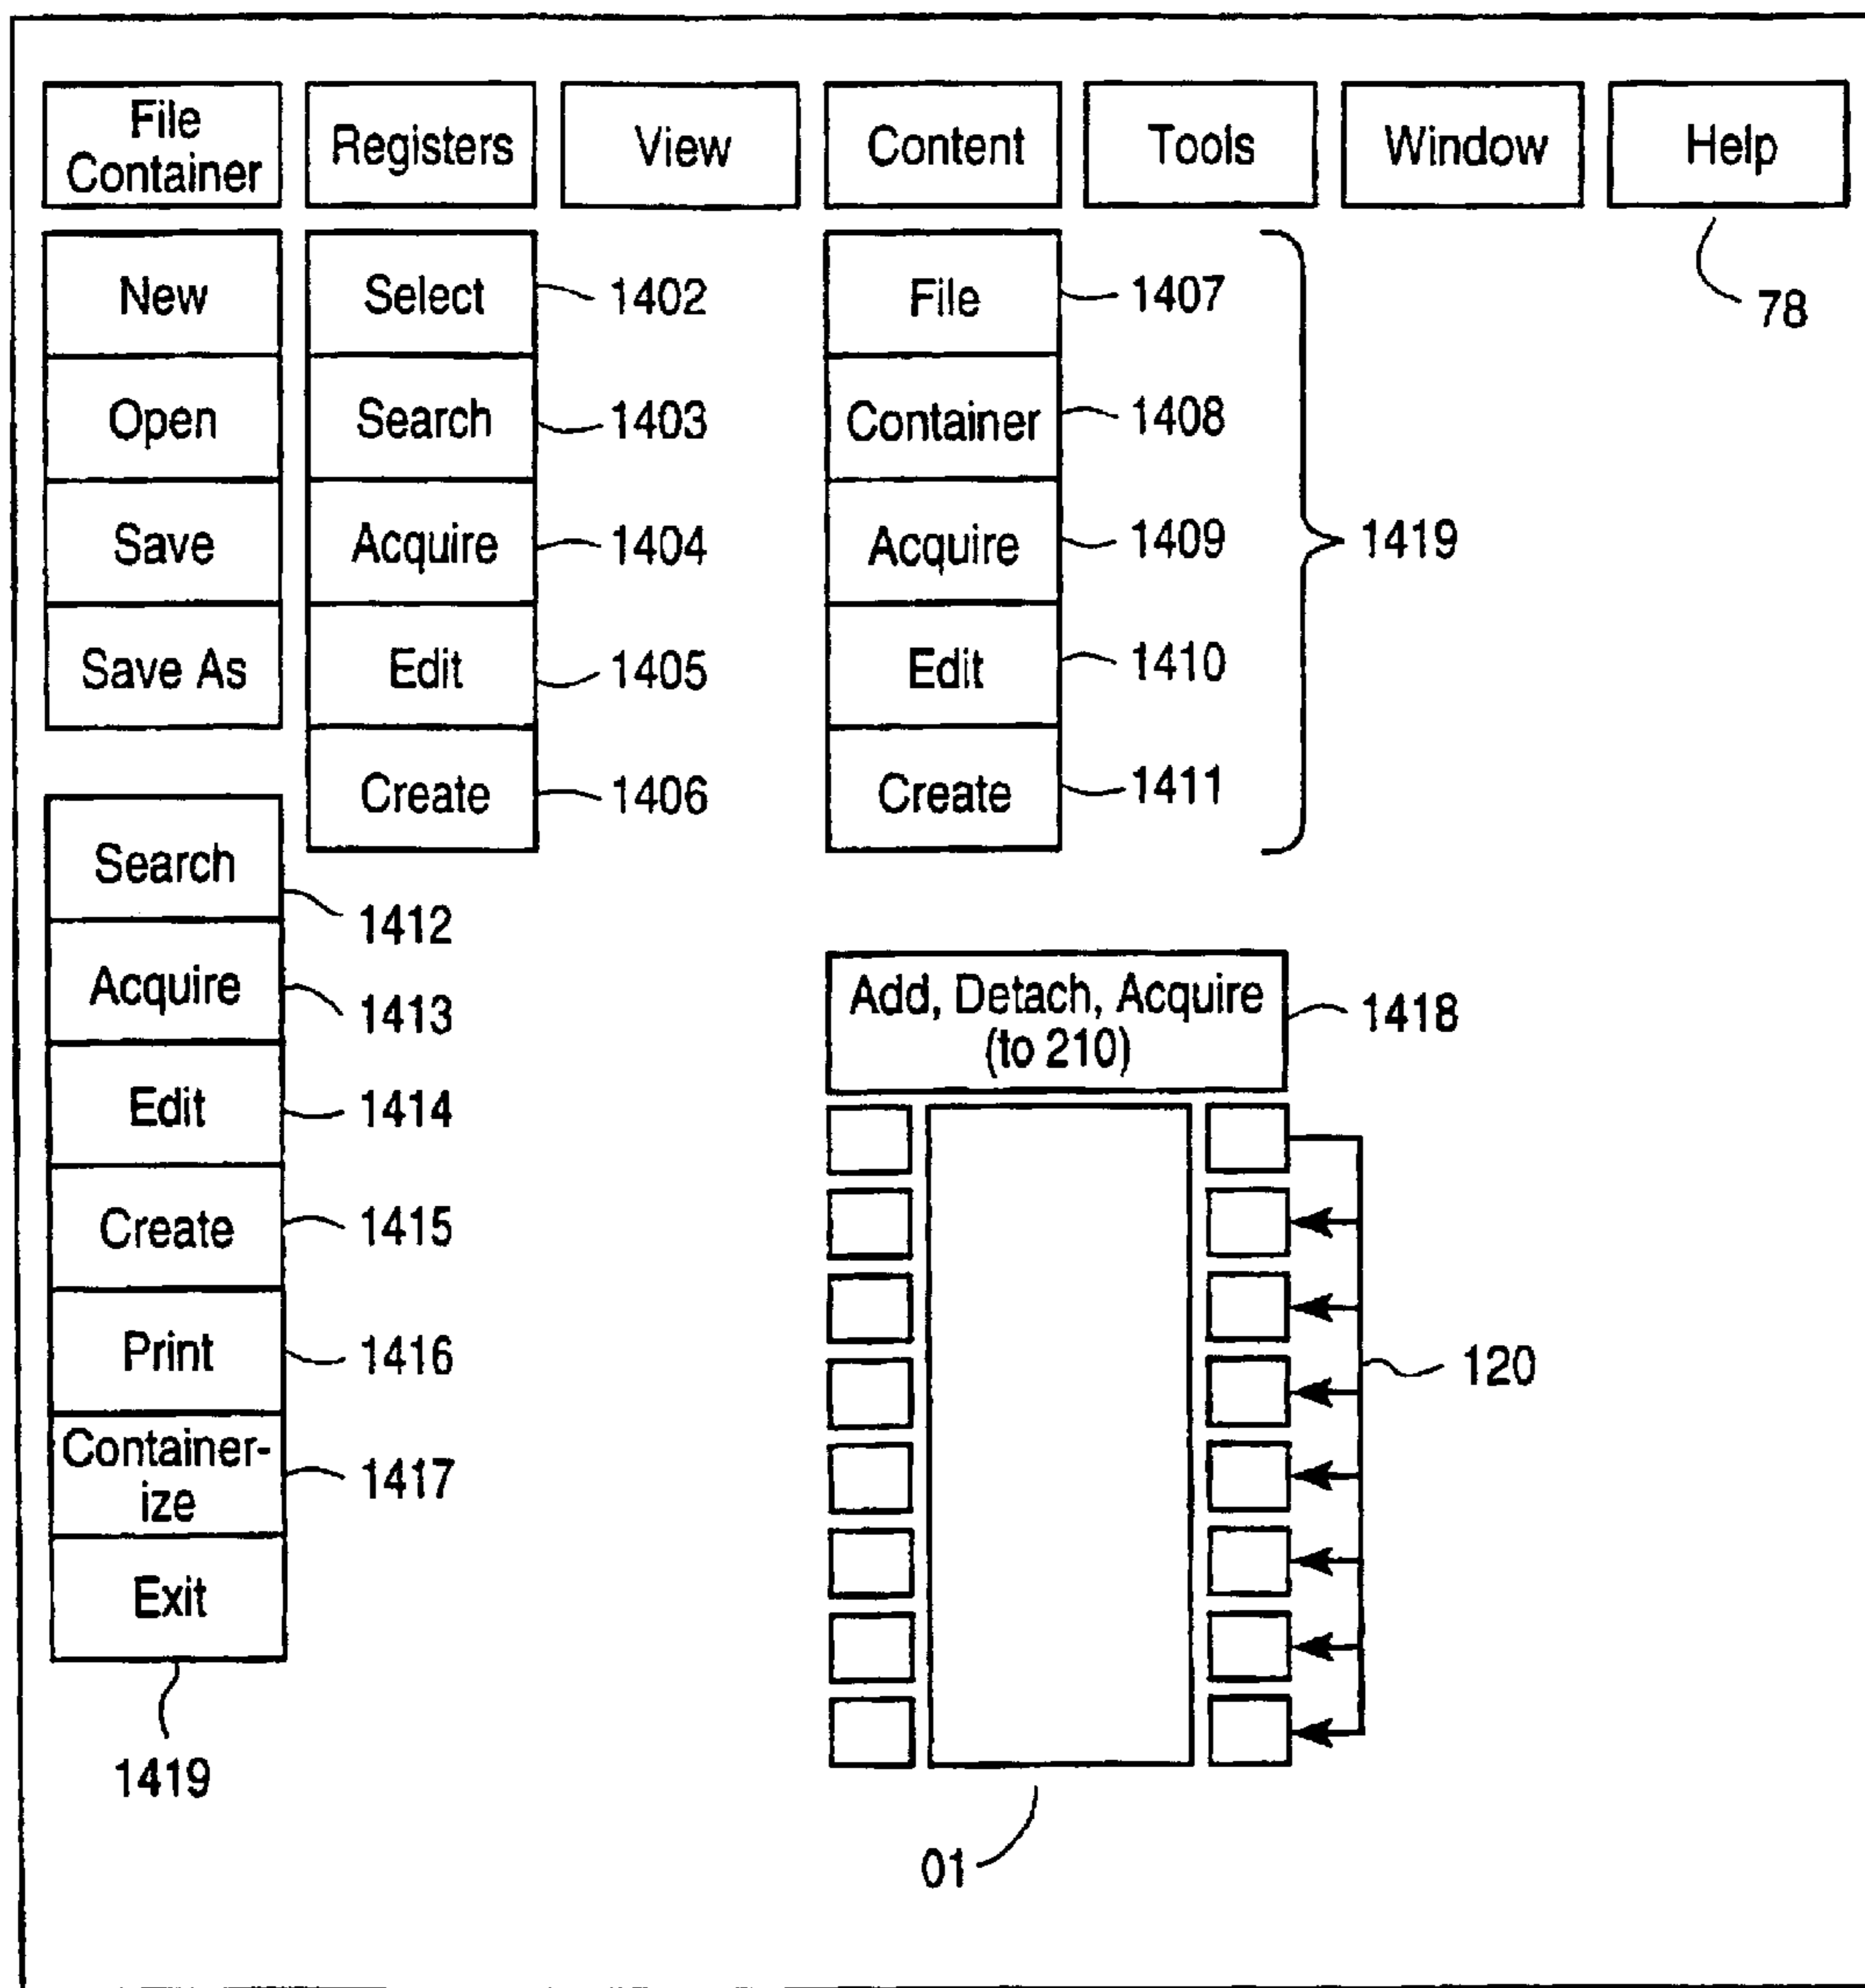 File
Container
Registers
View
Content
Tools
Window
Help
78
New
Open
Save
Save As
Select
1402
Search
1403
Acquire
1404
Edit
1405
Create
1406
File
1407
Container
1408
Acquire
1409
Edit
1410
Create
1411
1419
Search
1412
Acquire
1413
Edit
1414
Create
1415
Print
1416
Container-
ize
1417
Exit
1419
Add, Detach, Acquire
(to 210)
1418
120
01